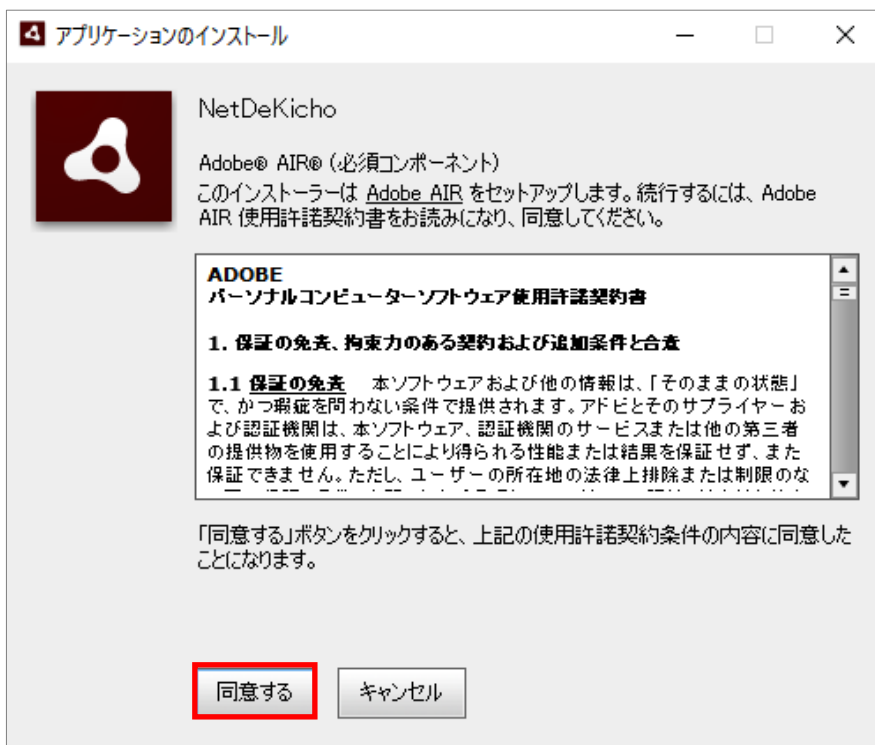 アプリケーションのインストール
NetDeKicho
Adobe® AIR® (必須コンポーネント)
このインストーラーは Adobe AIR をセットアップします。続行するには、Adobe
AIR 使用許諾契約書をお読みになり、同意してください。
ADOBE
パーソナルコンピューターソフトウェア使用許諾契約書
1. 保証の免責、拘束力のある契約および追加条件と合意
1.1 保証の免責　本ソフトウェアおよび他の情報は、「そのままの状態」
で、かつ瑕疵を問わない条件で提供されます。アドビとそのサプライヤーお
よび認証機関は、本ソフトウェア、認証機関のサービスまたは他の第三者
の提供物を使用することにより得られる性能または結果を保証せず、また
保証できません。ただし、ユーザーの所在地の法律上排除または制限のな
「同意する」ボタンをクリックすると、上記の使用許諾契約条件の内容に同意した
ことになります。
同意する
キャンセル